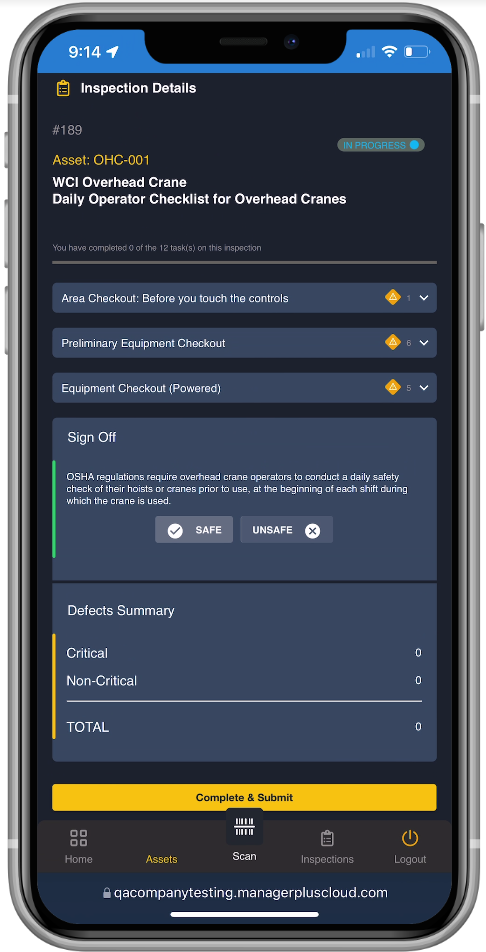 9:14
Inspection Details
#189
IN PROGRESS
Asset: OHC-001
WCI Overhead Crane
Daily Operator Checklist for Overhead Cranes
You have completed 0 of the 12 task(s) on this inspection
Area Checkout: Before you touch the controls 1
Preliminary Equipment Checkout 6
Equipment Checkout (Powered) 5
Sign Off
OSHA regulations require overhead crane operators to conduct a daily safety
check of their hoists or cranes prior to use, at the beginning of each shift during
which the crane is used.
SAFE UNSAFE
Defects Summary
Critical 0
Non-Critical 0
TOTAL 0
Complete & Submit
Home Assets Scan Inspections Logout
qacompanytesting.managerpluscloud.com